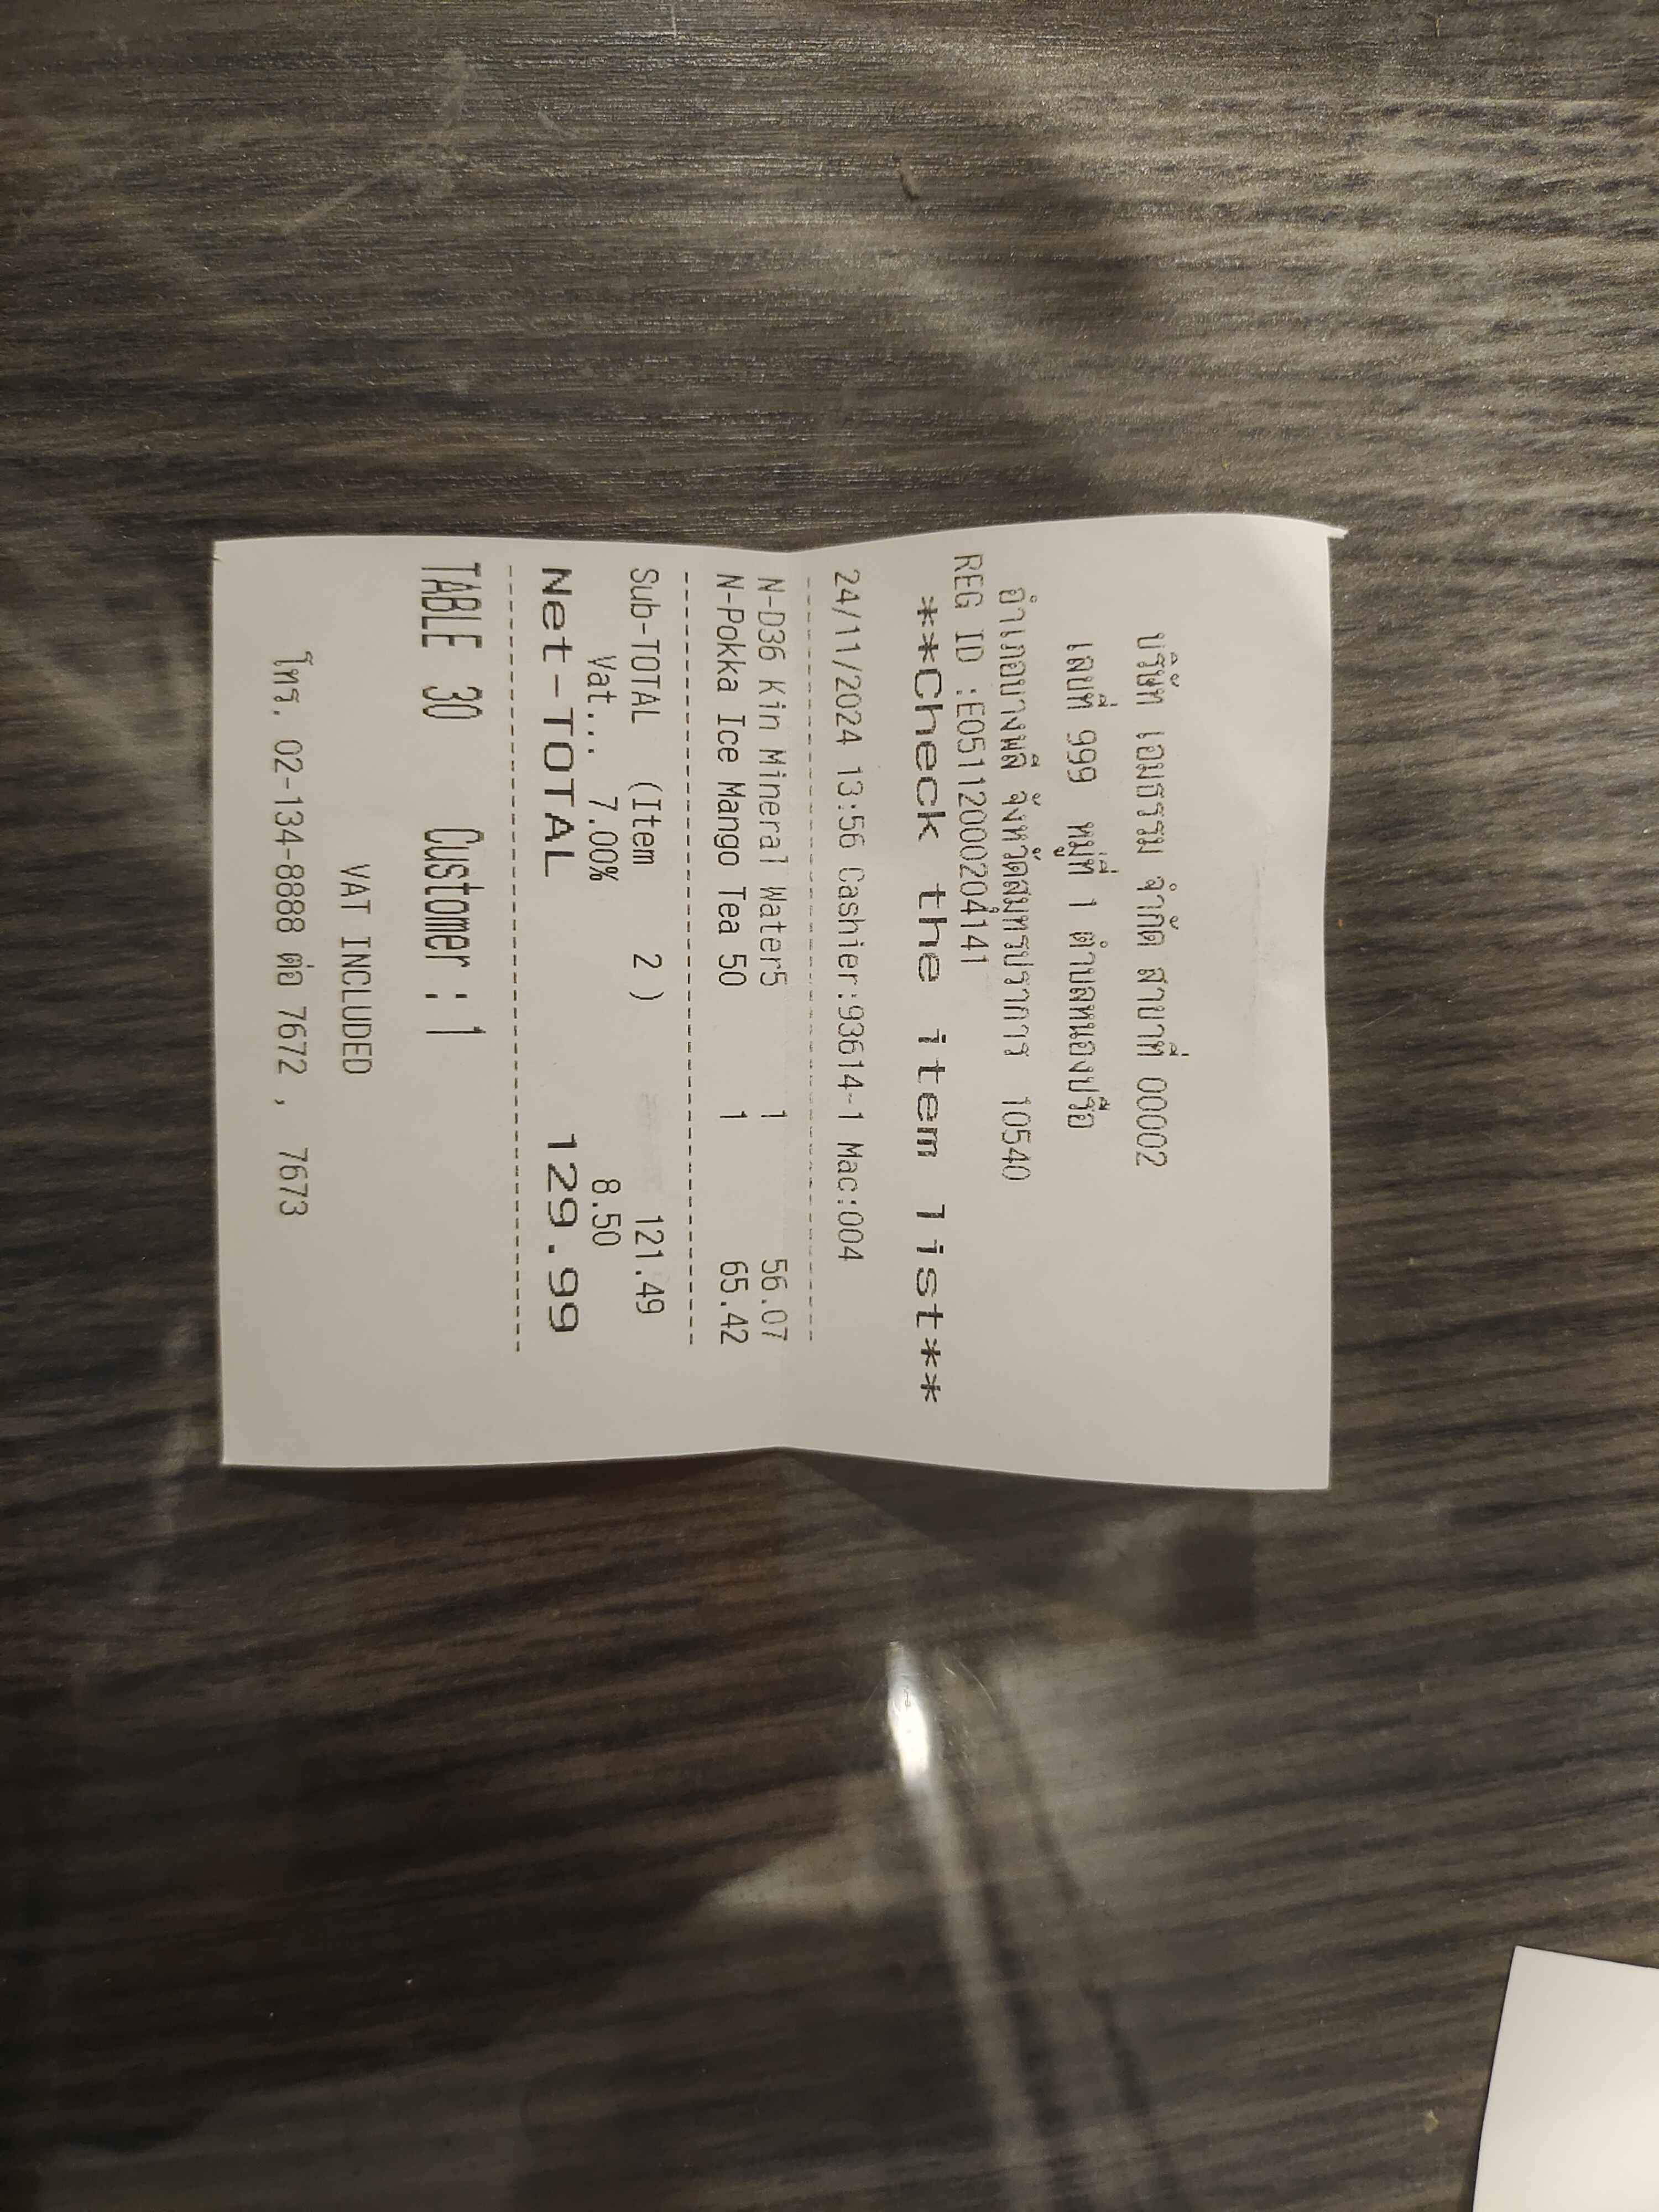 บริษัท เอมธรรม จำกัด สาขาที่ 00002
เลขที่ 999 หมู่ที่ 1 ตำบลหนองปรือ
อำเภอบางพลี จังหวัดสมุทรปราการ 10540
REG ID :E05112000204141
**Check the item list**
24/11/2024 13:56 Cashier:93614-1 Mac:004
N-D36 Kin Mineral Water5 1 56.07
N-Pokka Ice Mango Tea 50 1 65.42
Sub-TOTAL (Item 2 ) 121.49
Vat... 7.00% 8.50
Net-TOTAL 129.99
TABLE 30 Customer : 1
VAT INCLUDED
โทร. 02-134-8888 ต่อ 7672 , 7673